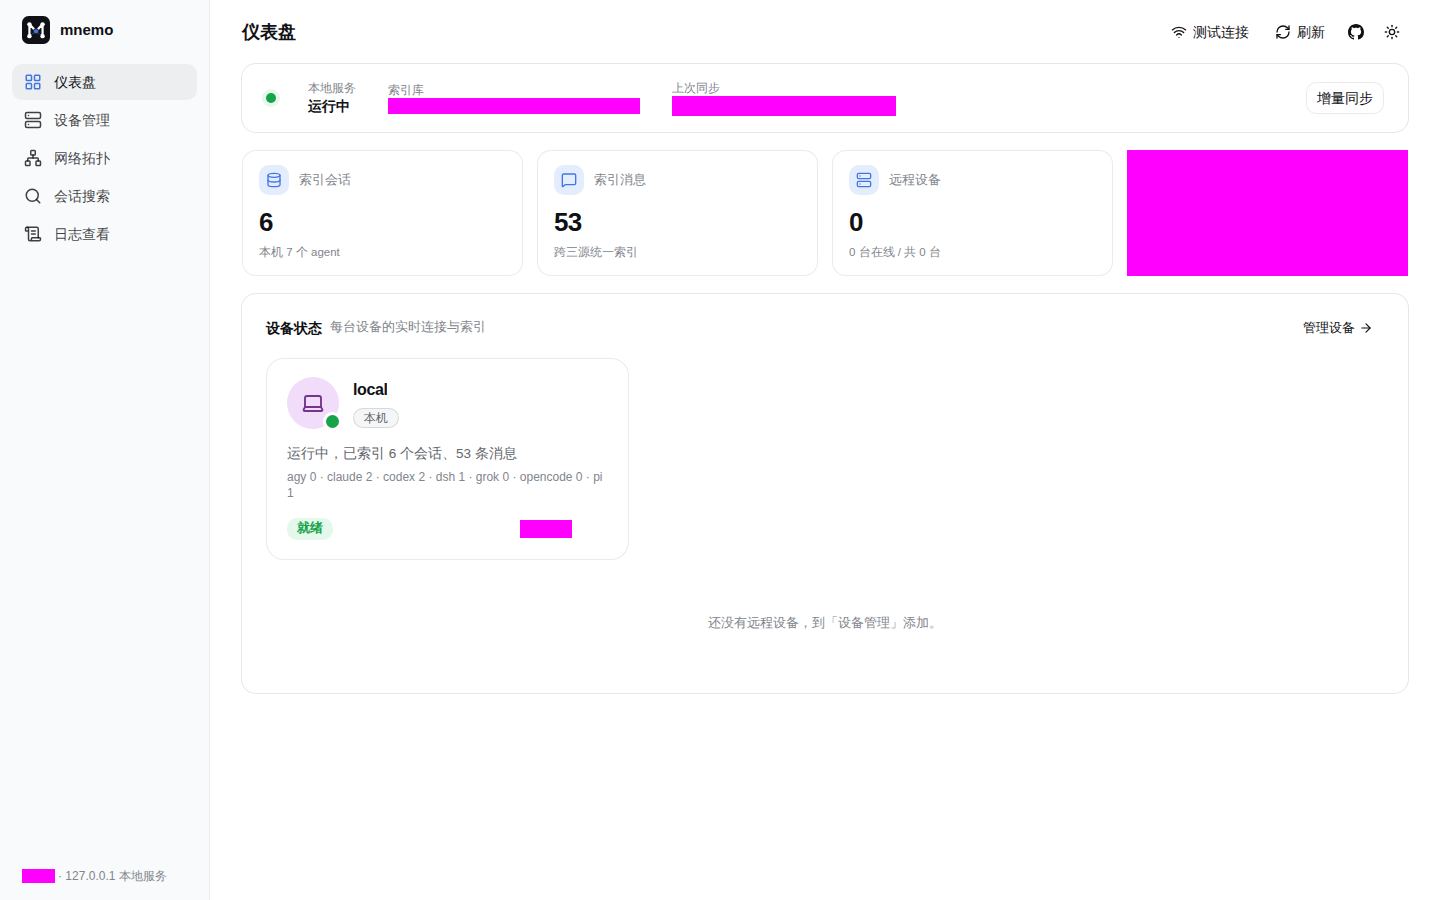 mnemo
仪表盘
设备管理
网络拓扑
会话搜索
日志查看
· 127.0.0.1 本地服务
仪表盘
测试连接
刷新
本地服务
运行中
索引库
上次同步
增量同步
索引会话
6
本机 7 个 agent
索引消息
53
跨三源统一索引
远程设备
0
0 台在线 / 共 0 台
设备状态 每台设备的实时连接与索引
管理设备
local
本机
运行中，已索引 6 个会话、53 条消息
agy 0 · claude 2 · codex 2 · dsh 1 · grok 0 · opencode 0 · pi
1
就绪
还没有远程设备，到「设备管理」添加。